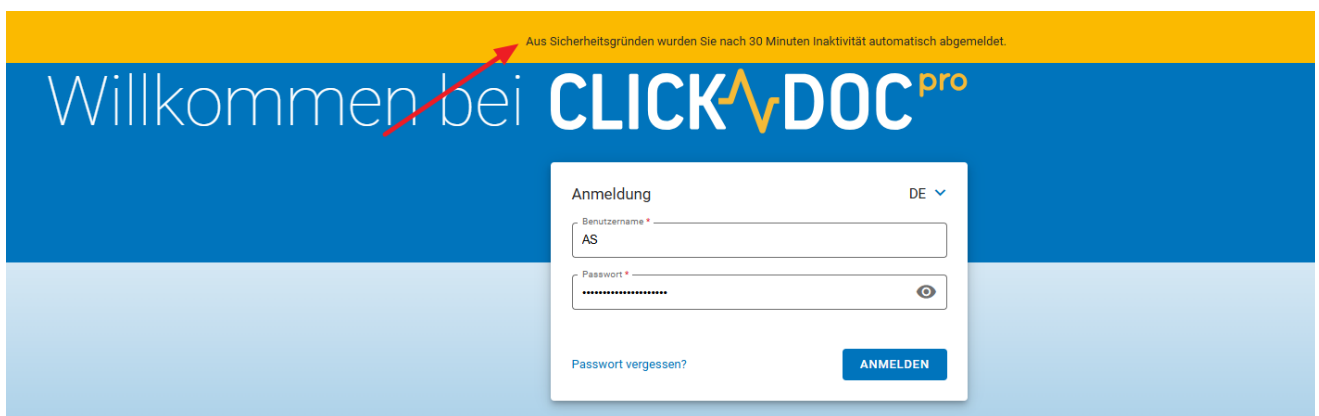 Aus Sicherheitsgründen wurden Sie nach 30 Minuten Inaktivität automatisch abgemeldet.
Willkommen bei CLICKDOC pro
Anmeldung DE
Benutzername *
AS
Passwort *
•••••••••••••••••••••
Passwort vergessen? ANMELDEN